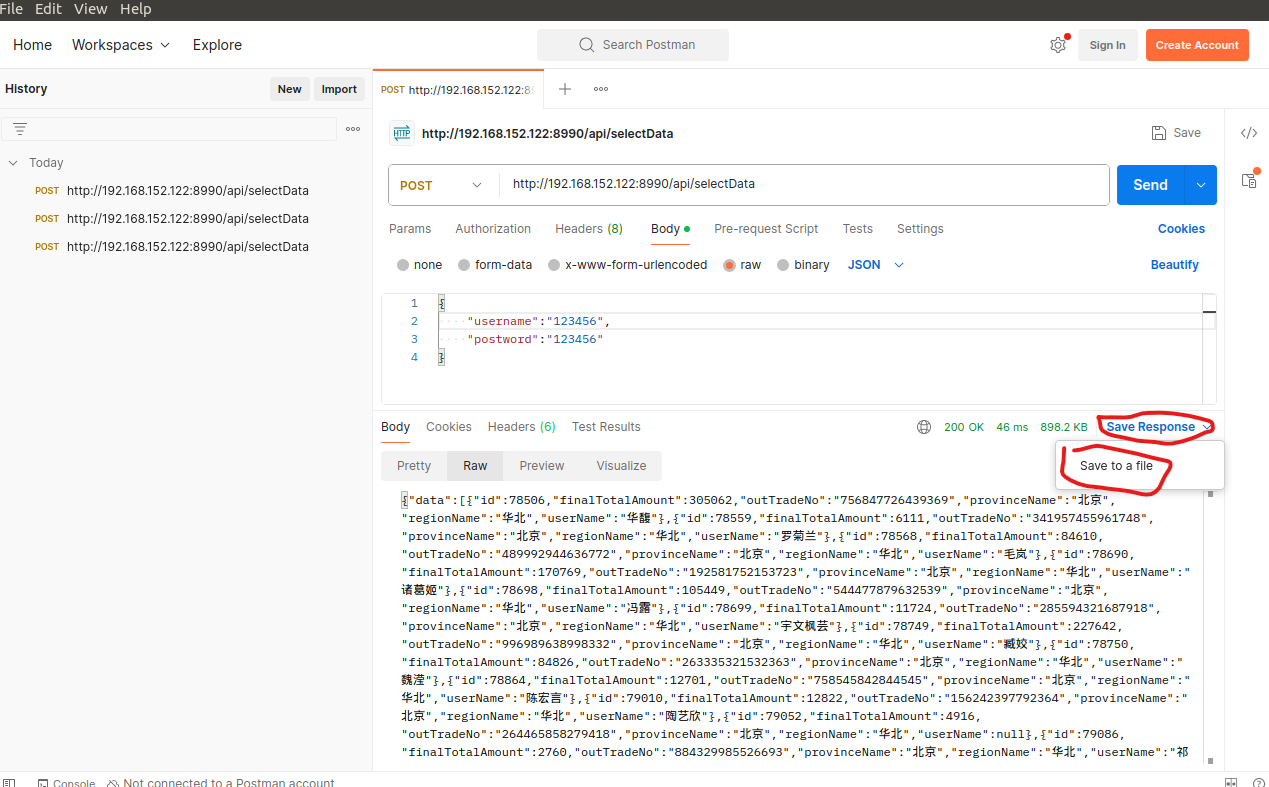 File Edit View Help
Home Workspaces Explore Search Postman Sign In Create Account
History New Import POST http://192.168.152.122:89
Today
POST http://192.168.152.122:8990/api/selectData
POST http://192.168.152.122:8990/api/selectData
POST http://192.168.152.122:8990/api/selectData
HTTP http://192.168.152.122:8990/api/selectData Save </>
POST http://192.168.152.122:8990/api/selectData Send
Params Authorization Headers (8) Body Pre-request Script Tests Settings Cookies
none form-data x-www-form-urlencoded raw binary JSON Beautify
1 {
2 "username":"123456",
3 "postword":"123456"
4 }
Body Cookies Headers (6) Test Results 200 OK 46 ms 898.2 KB Save Response
Save to a file
Pretty Raw Preview Visualize
{"data":[{"id":78506,"finalTotalAmount":305062,"outTradeNo":"756847726439369","provinceName":"北京",
"regionName":"华北","userName":"华馥"},{"id":78559,"finalTotalAmount":6111,"outTradeNo":"341957455961748",
"provinceName":"北京","regionName":"华北","userName":"罗菊兰"},{"id":78568,"finalTotalAmount":84610,
"outTradeNo":"489992944636772","provinceName":"北京","regionName":"华北","userName":"毛岚"},{"id":78690,
"finalTotalAmount":170769,"outTradeNo":"192581752153723","provinceName":"北京","regionName":"华北","userName":"
诸葛姬"},{"id":78698,"finalTotalAmount":105449,"outTradeNo":"544477879632539","provinceName":"北京",
"regionName":"华北","userName":"冯露"},{"id":78699,"finalTotalAmount":11724,"outTradeNo":"285594321687918",
"provinceName":"北京","regionName":"华北","userName":"宇文枫芸"},{"id":78749,"finalTotalAmount":227642,
"outTradeNo":"996989638998332","provinceName":"北京","regionName":"华北","userName":"臧姣"},{"id":78750,
"finalTotalAmount":84826,"outTradeNo":"263335321532363","provinceName":"北京","regionName":"华北","userName":"
魏滢"},{"id":78864,"finalTotalAmount":12701,"outTradeNo":"758545842844545","provinceName":"北京","regionName":"
华北","userName":"陈宏言"},{"id":79010,"finalTotalAmount":12822,"outTradeNo":"156242397792364","provinceName":"
北京","regionName":"华北","userName":"陶艺欣"},{"id":79052,"finalTotalAmount":4916,
"outTradeNo":"264465858279418","provinceName":"北京","regionName":"华北","userName":null},{"id":79086,
"finalTotalAmount":2760,"outTradeNo":"884329985526693","provinceName":"北京","regionName":"华北","userName":"祁
Console Not connected to a Postman account